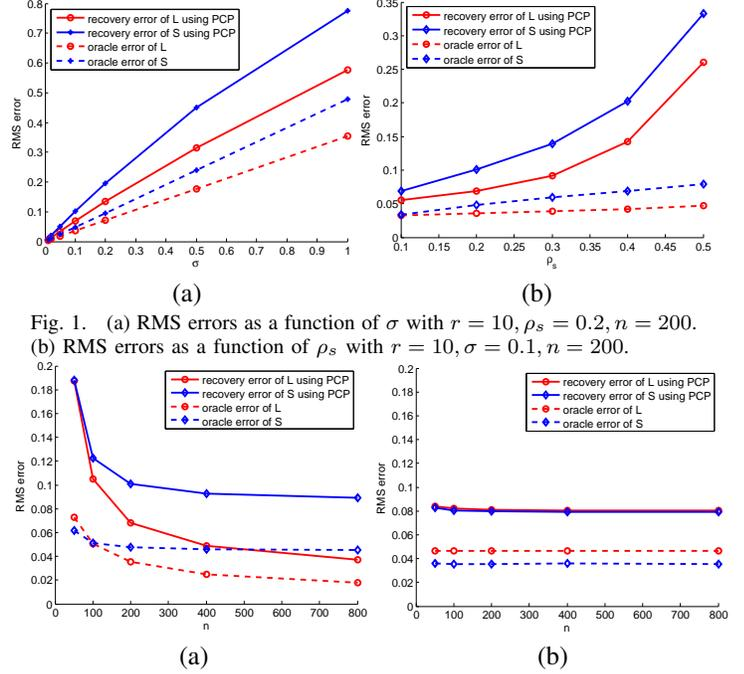 recovery error of L using PCP
recovery error of S using PCP
oracle error of L
oracle error of S
RMS error
0.8
0.7
0.6
0.5
0.4
0.3
0.2
0.1
0
0 0.1 0.2 0.3 0.4 0.5 0.6 0.7 0.8 0.9 1
σ
(a)
recovery error of L using PCP
recovery error of S using PCP
oracle error of L
oracle error of S
RMS error
0.35
0.3
0.25
0.2
0.15
0.1
0.05
0
0.1 0.15 0.2 0.25 0.3 0.35 0.4 0.45 0.5
ρs
(b)
Fig. 1. (a) RMS errors as a function of σ with r = 10, ρs = 0.2, n = 200.
(b) RMS errors as a function of ρs with r = 10, σ = 0.1, n = 200.
recovery error of L using PCP
recovery error of S using PCP
oracle error of L
oracle error of S
RMS error
0.2
0.18
0.16
0.14
0.12
0.1
0.08
0.06
0.04
0.02
0
0 100 200 300 400 500 600 700 800
n
(a)
recovery error of L using PCP
recovery error of S using PCP
oracle error of L
oracle error of S
RMS error
0.2
0.18
0.16
0.14
0.12
0.1
0.08
0.06
0.04
0.02
0
0 100 200 300 400 500 600 700 800
n
(b)